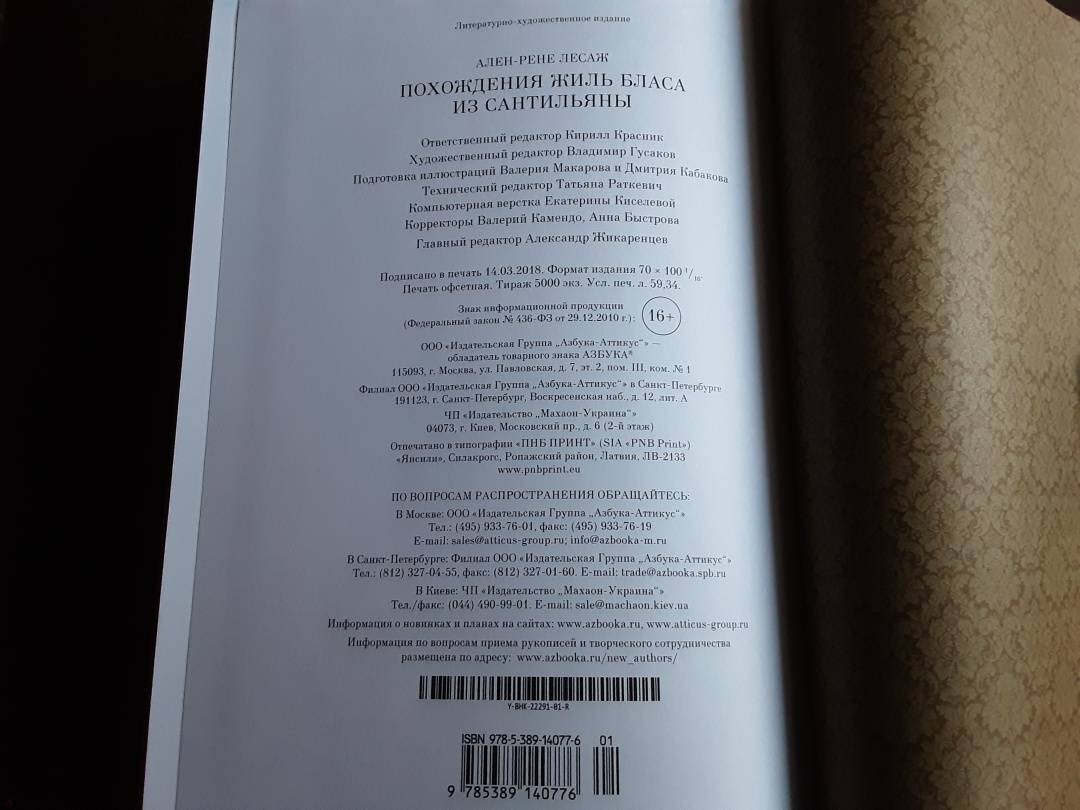 Литературно-художественное издание
АЛЕН-РЕНЕ ЛЕСАЖ
ПОХОЖДЕНИЯ ЖИЛЬ БЛАСА
ИЗ САНТИЛЬЯНЫ
Ответственный редактор Кирилл Красник
Художественный редактор Владимир Гусаков
Подготовка иллюстраций Валерия Макарова и Дмитрия Кабакова
Технический редактор Татьяна Раткевич
Компьютерная верстка Екатерины Киселевой
Корректоры Валерий Камендо, Анна Быстрова
Главный редактор Александр Жикаренцев
Подписано в печать 14.03.2018. Формат издания 70 × 100 1/16.
Печать офсетная. Тираж 5000 экз. Усл. печ. л. 59,34.
Знак информационной продукции
(Федеральный закон № 436-ФЗ от 29.12.2010 г.): 16+
ООО «Издательская Группа „Азбука-Аттикус“» —
обладатель товарного знака АЗБУКА®
115093, г. Москва, ул. Павловская, д. 7, эт. 2, пом. III, ком. № 1
Филиал ООО «Издательская Группа „Азбука-Аттикус“» в Санкт-Петербурге
191123, г. Санкт-Петербург, Воскресенская наб., д. 12, лит. А
ЧП «Издательство „Махаон-Украина“»
04073, г. Киев, Московский пр., д. 6 (2-й этаж)
Отпечатано в типографии «ПНБ ПРИНТ» (SIA «PNB Print»)
«Янсили», Силакрогс, Ропажский район, Латвия, ЛВ-2133
www.pnbprint.eu
ПО ВОПРОСАМ РАСПРОСТРАНЕНИЯ ОБРАЩАЙТЕСЬ:
В Москве: ООО «Издательская Группа „Азбука-Аттикус“»
Тел.: (495) 933-76-01, факс: (495) 933-76-19
E-mail: sales@atticus-group.ru; info@azbooka-m.ru
В Санкт-Петербурге: Филиал ООО «Издательская Группа „Азбука-Аттикус“»
Тел.: (812) 327-04-55, факс: (812) 327-01-60. E-mail: trade@azbooka.spb.ru
В Киеве: ЧП «Издательство „Махаон-Украина“»
Тел./факс: (044) 490-99-01. E-mail: sale@machaon.kiev.ua
Информация о новинках и планах на сайтах: www.azbooka.ru, www.atticus-group.ru
Информация по вопросам приема рукописей и творческого сотрудничества
размещена по адресу: www.azbooka.ru/new_authors/
Y-BHK-22291-01-R
ISBN 978-5-389-14077-6 01
9 785389 140776